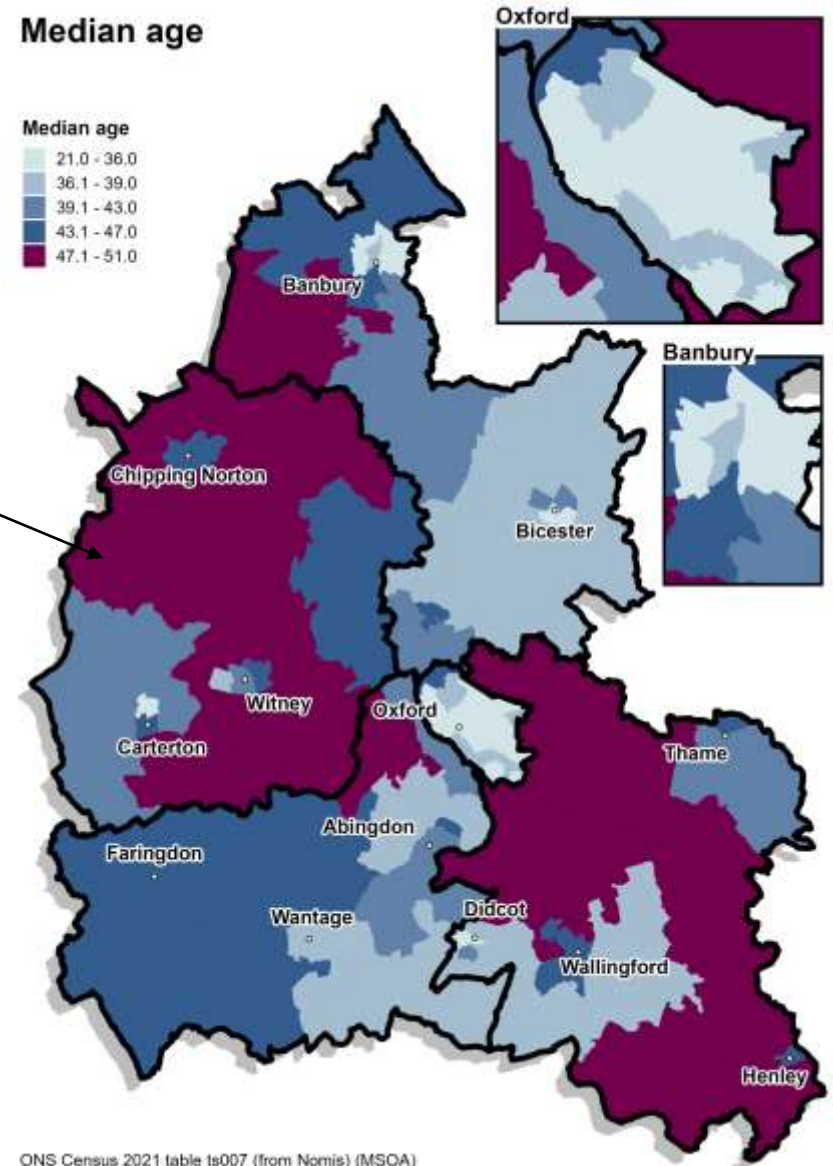 Median age
Median age
21.0 - 36.0
36.1 - 39.0
39.1 - 43.0
43.1 - 47.0
47.1 - 51.0
Oxford
Banbury
Banbury
Chipping Norton
Bicester
Witney
Carterton
Oxford
Thame
Abingdon
Faringdon
Wantage
Didcot
Wallingford
Henley
ONS Census 2021 table ts007 (from Nomis) (MSOA)